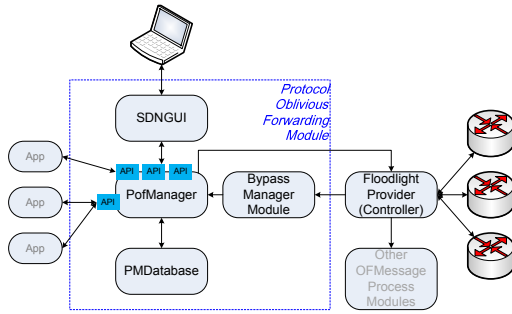 Protocol
Oblivious
Forwarding
Module
SDNGUI
App
API API API
PofManager
Bypass
Manager
Module
Floodlight
Provider
(Controller)
App
API
App
PMDatabase
Other
OFMessage
Process
Modules